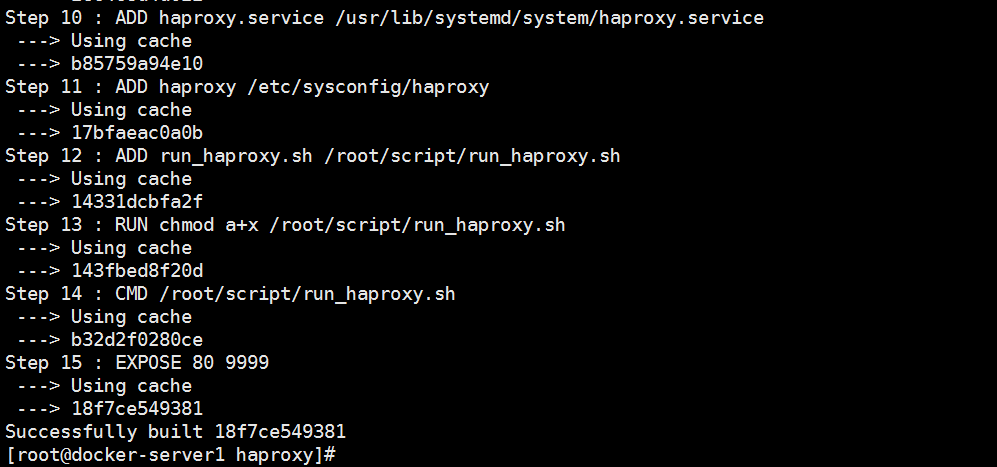 Step 10 : ADD haproxy.service /usr/lib/systemd/system/haproxy.service
---> Using cache
---> b85759a94e10
Step 11 : ADD haproxy /etc/sysconfig/haproxy
---> Using cache
---> 17bfaeac0a0b
Step 12 : ADD run_haproxy.sh /root/script/run_haproxy.sh
---> Using cache
---> 14331dcbfa2f
Step 13 : RUN chmod a+x /root/script/run_haproxy.sh
---> Using cache
---> 143fbed8f20d
Step 14 : CMD /root/script/run_haproxy.sh
---> Using cache
---> b32d2f0280ce
Step 15 : EXPOSE 80 9999
---> Using cache
---> 18f7ce549381
Successfully built 18f7ce549381
[root@docker-server1 haproxy]#